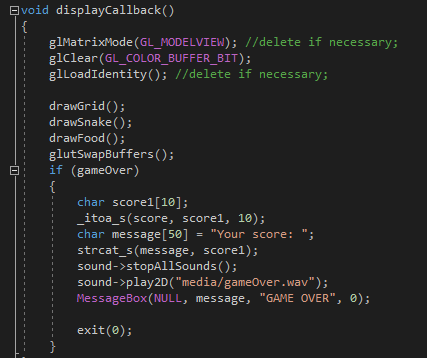 void displayCallback()
{
glMatrixMode(GL_MODELVIEW); //delete if necessary;
glClear(GL_COLOR_BUFFER_BIT);
glLoadIdentity(); //delete if necessary;
drawGrid();
drawSnake();
drawFood();
glutSwapBuffers();
if (gameOver)
{
char score1[10];
_itoa_s(score, score1, 10);
char message[50] = "Your score: ";
strcat_s(message, score1);
sound->stopAllSounds();
sound->play2D("media/gameOver.wav");
MessageBox(NULL, message, "GAME OVER", 0);
exit(0);
}